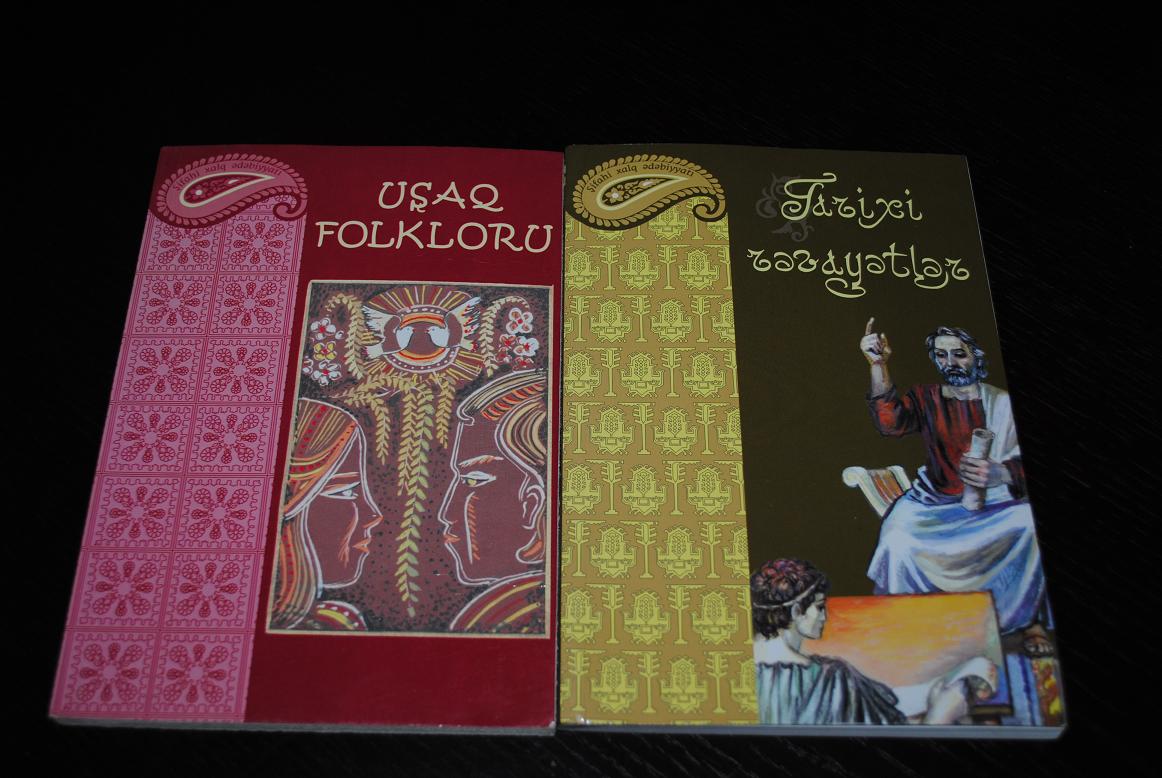 Şifahi xalq ədəbiyyatı
UŞAQ
FOLKLORU
Şifahi xalq ədəbiyyatı
Tarixi
rəvayətlər